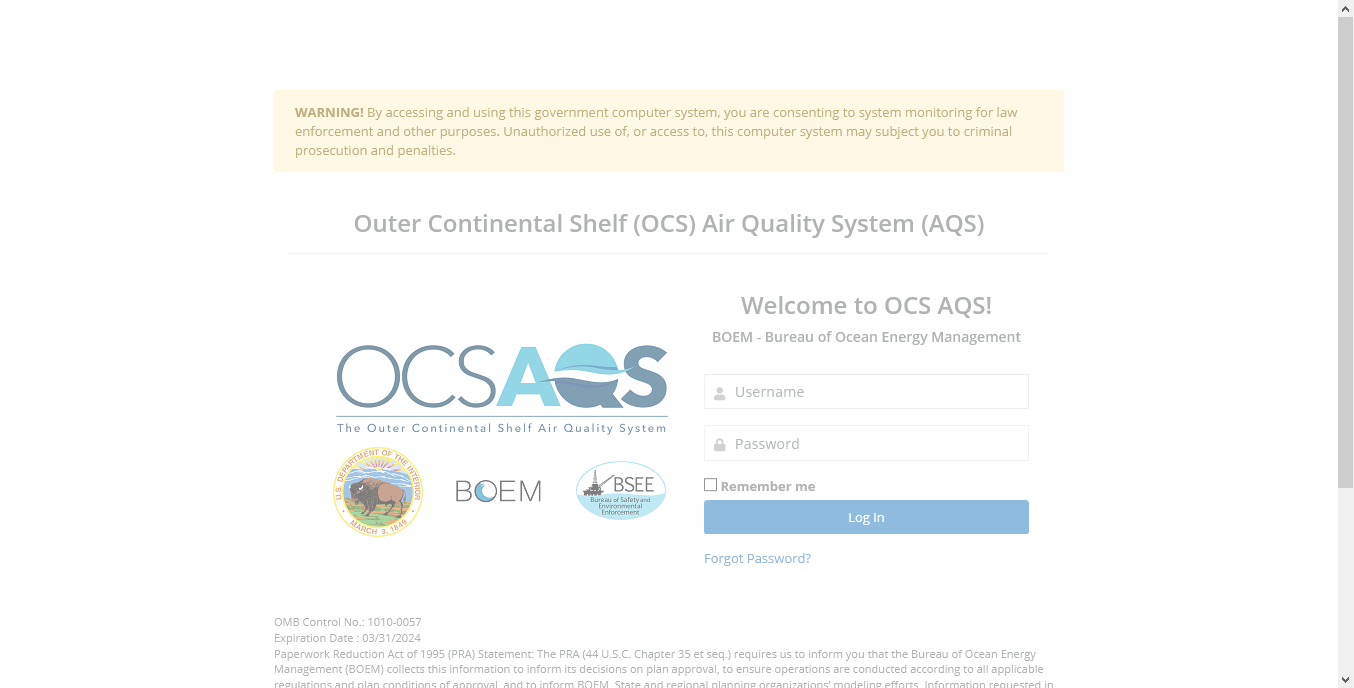 WARNING! By accessing and using this government computer system, you are consenting to system monitoring for law
enforcement and other purposes. Unauthorized use of, or access to, this computer system may subject you to criminal
prosecution and penalties.
Outer Continental Shelf (OCS) Air Quality System (AQS)
Welcome to OCS AQS!
BOEM - Bureau of Ocean Energy Management
OCSAQS
The Outer Continental Shelf Air Quality System
U.S. DEPARTMENT OF THE INTERIOR
MARCH 3, 1849
BOEM
BSEE
Bureau of Safety and
Environmental
Enforcement
Username
Password
Remember me
Log In
Forgot Password?
OMB Control No.: 1010-0057
Expiration Date : 03/31/2024
Paperwork Reduction Act of 1995 (PRA) Statement: The PRA (44 U.S.C. Chapter 35 et seq.) requires us to inform you that the Bureau of Ocean Energy
Management (BOEM) collects this information to inform its decisions on plan approval, to ensure operations are conducted according to all applicable
regulations and plan conditions of approval, and to inform BOEM, State and regional planning organizations' modeling efforts. Information requested in